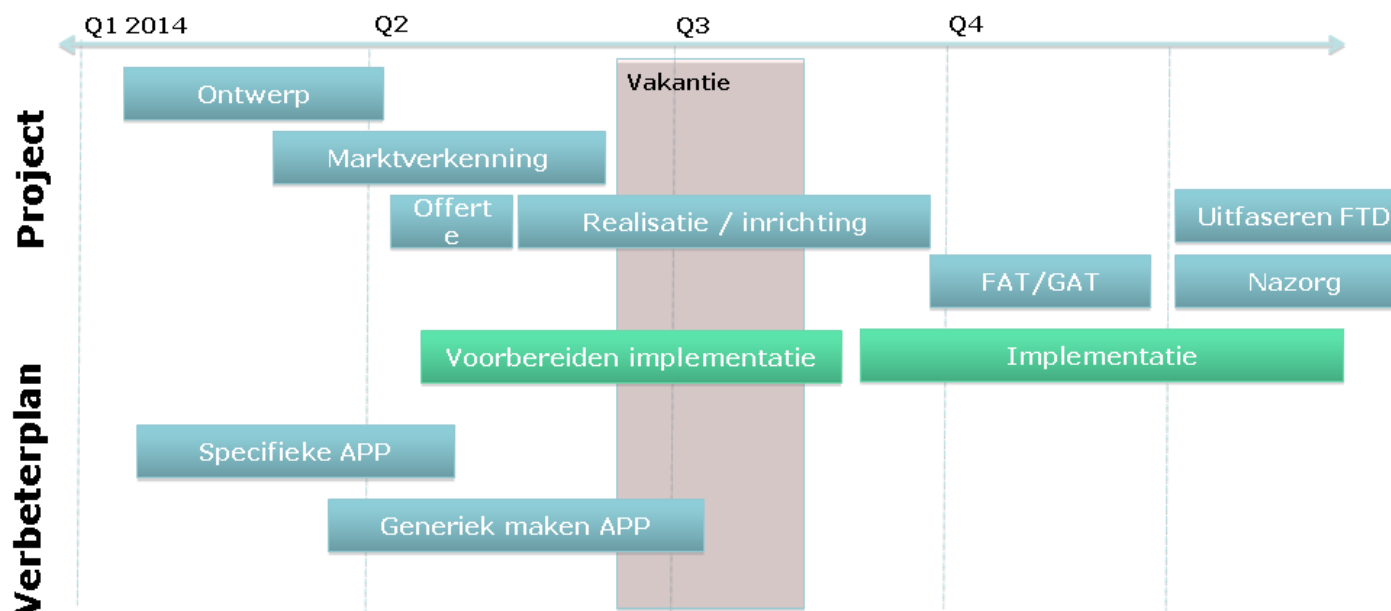 Q1 2014
Q2
Q3
Q4
Project
Vakantie
Ontwerp
Marktverkenning
Offert
e
Realisatie / inrichting
Uitfaseren FTD
FAT/GAT
Nazorg
Voorbereiden implementatie
Implementatie
Verbeterplan
Specifieke APP
Generiek maken APP